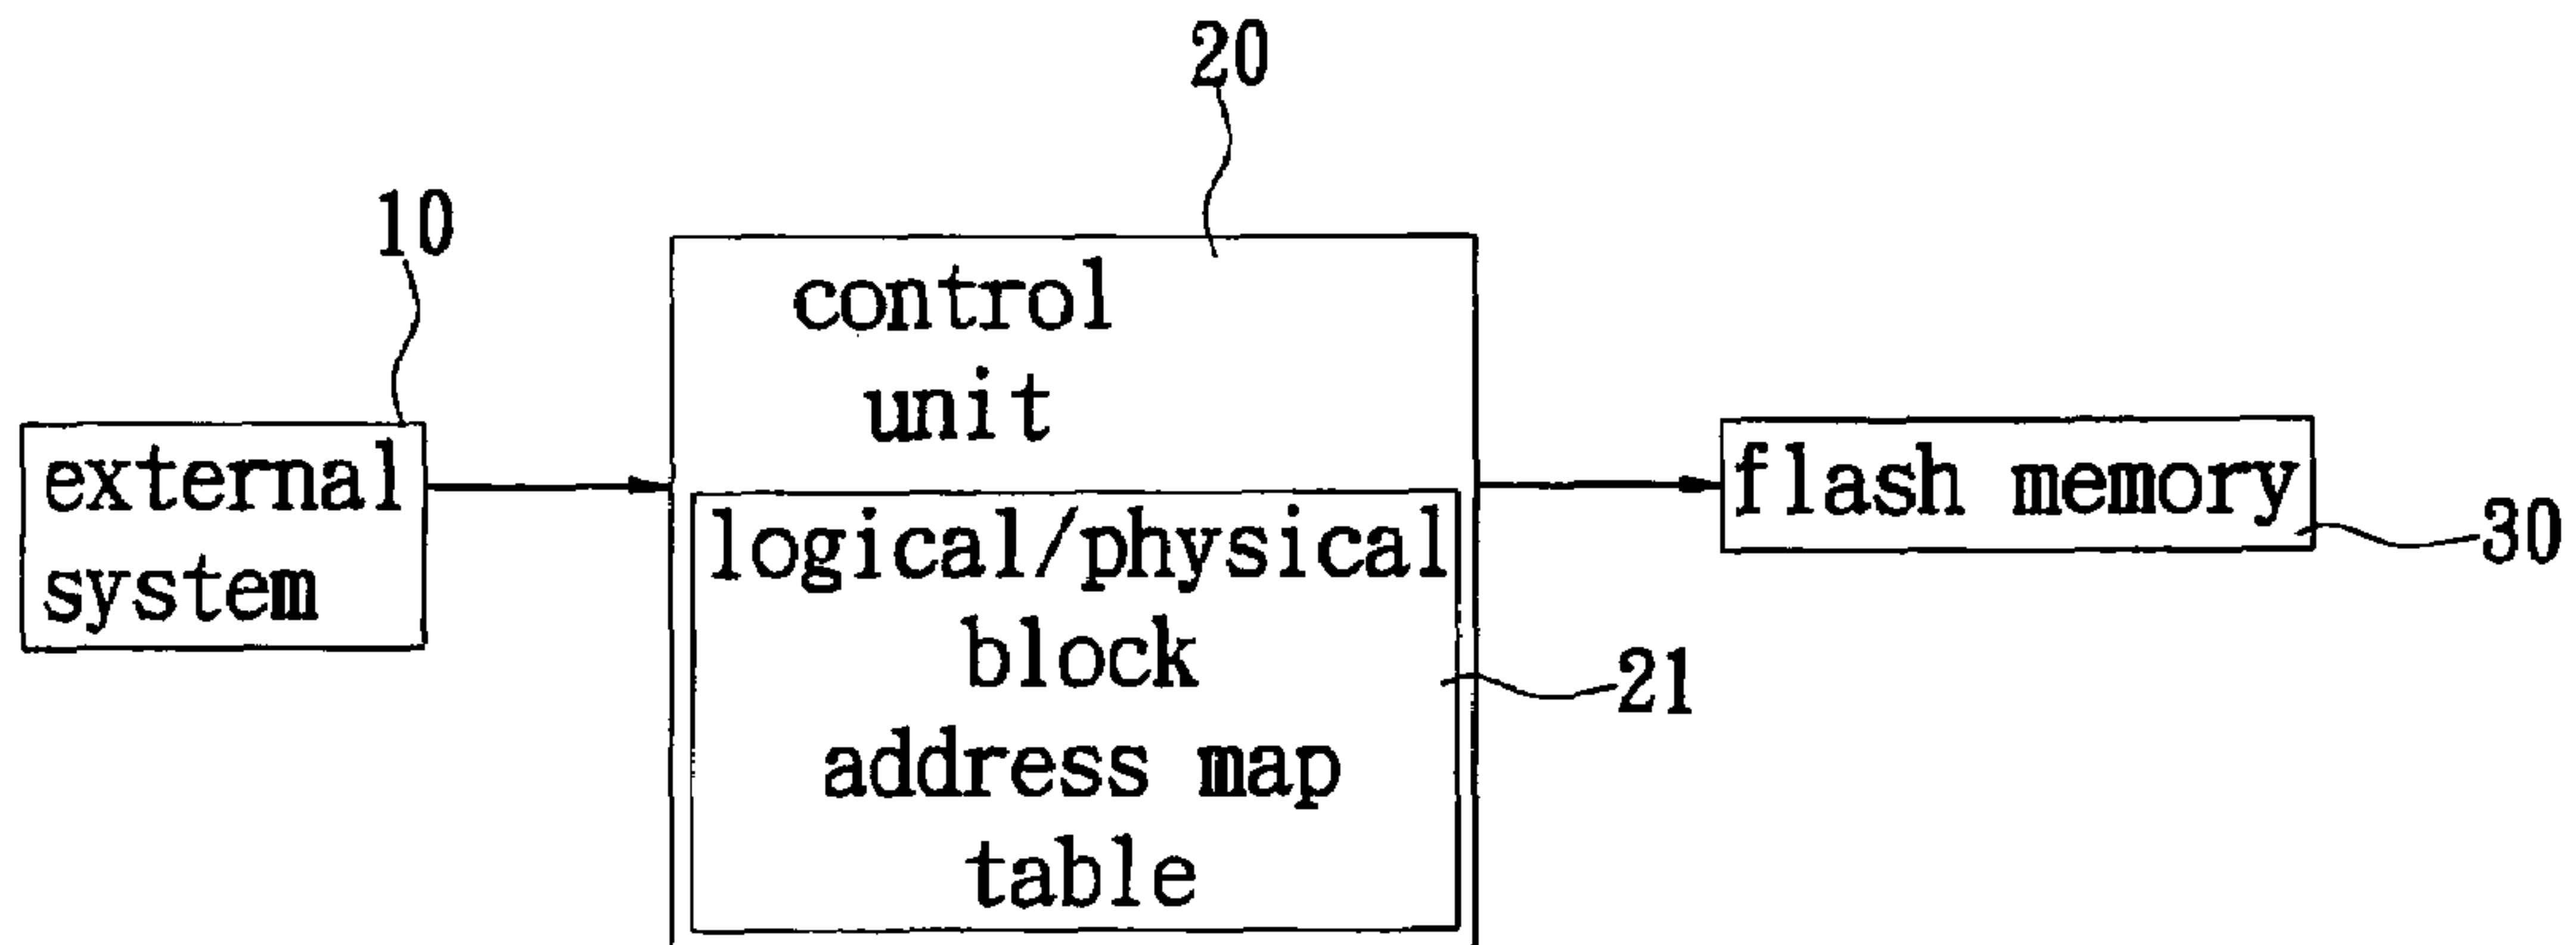 20
10
control
unit
external
system
flash memory
30
logical/physical
block
address map
table
21